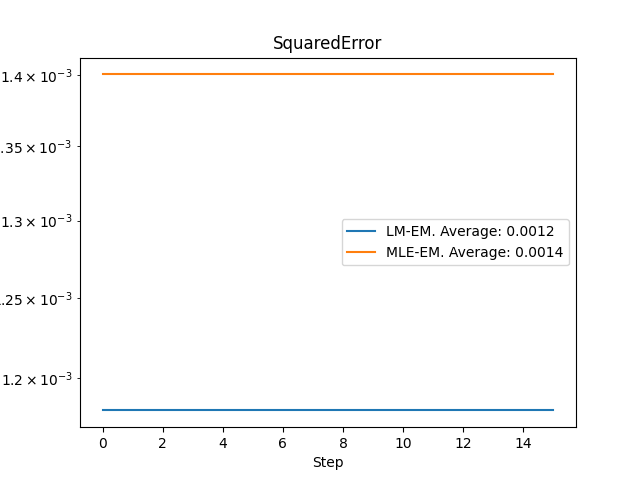 SquaredError
1.4 × 10⁻³
.35 × 10⁻³
1.3 × 10⁻³
.25 × 10⁻³
1.2 × 10⁻³
LM-EM. Average: 0.0012
MLE-EM. Average: 0.0014
0 2 4 6 8 10 12 14
Step